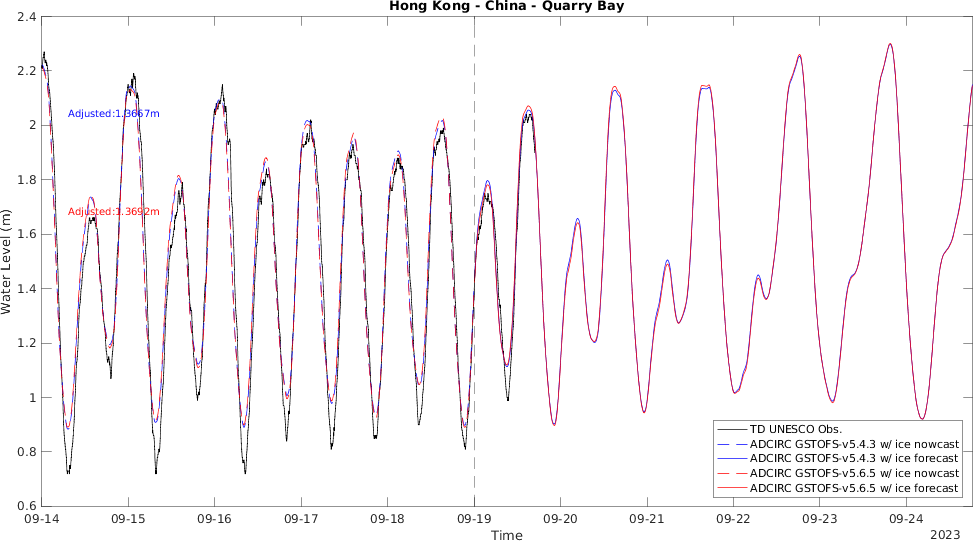 Hong Kong - China - Quarry Bay
Water Level (m)
2.4
2.2
2
1.8
1.6
1.4
1.2
1
0.8
0.6
Adjusted:1.3667m
Adjusted:1.3692m
TD UNESCO Obs.
ADCIRC GSTOFS-v5.4.3 w/ ice nowcast
ADCIRC GSTOFS-v5.4.3 w/ ice forecast
ADCIRC GSTOFS-v5.6.5 w/ ice nowcast
ADCIRC GSTOFS-v5.6.5 w/ ice forecast
09-14 09-15 09-16 09-17 09-18 09-19 09-20 09-21 09-22 09-23 09-24
Time
2023